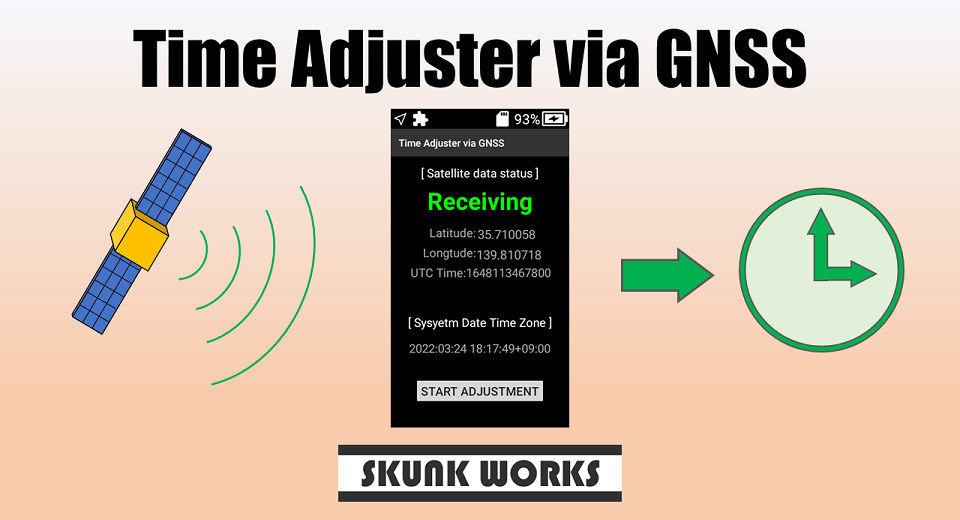 Time Adjuster via GNSS
93%
Time Adjuster via GNSS
[ Satellite data status ]
Receiving
Latitude: 35.710058
Longtude: 139.810718
UTC Time:1648113467800
[ Sysyetm Date Time Zone ]
2022:03:24 18:17:49+09:00
START ADJUSTMENT
SKUNK WORKS